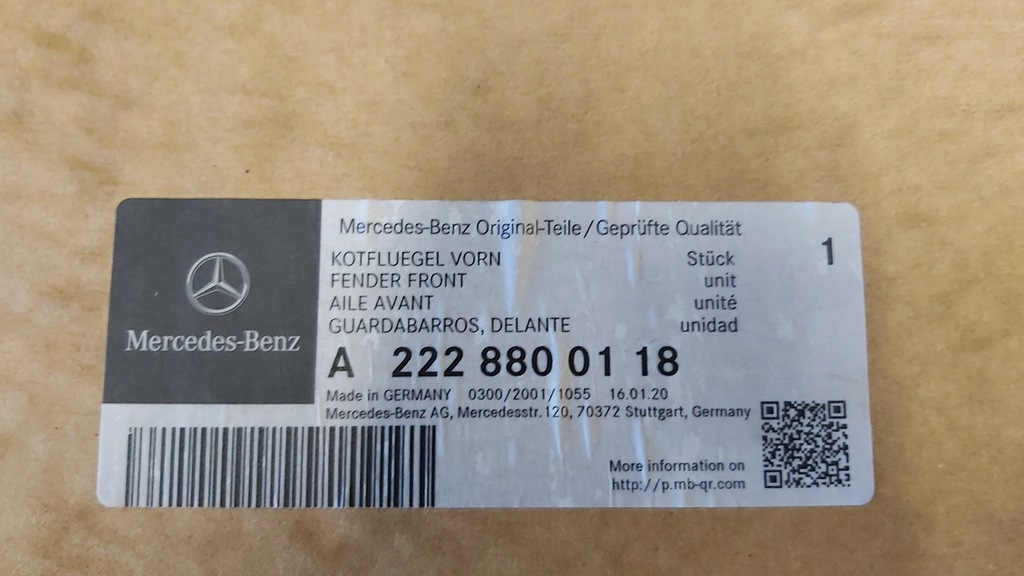 Mercedes-Benz
Mercedes-Benz Original-Teile/Geprüfte Qualität
KOTFLUEGEL VORN Stück 1
FENDER FRONT unit
AILE AVANT unité
GUARDABARROS, DELANTE unidad
A 222 880 01 18
Made in GERMANY 0300/2001/1055 16.01.20
Mercedes-Benz AG, Mercedesstr.120, 70372 Stuttgart, Germany
More information on
http://p.mb-qr.com